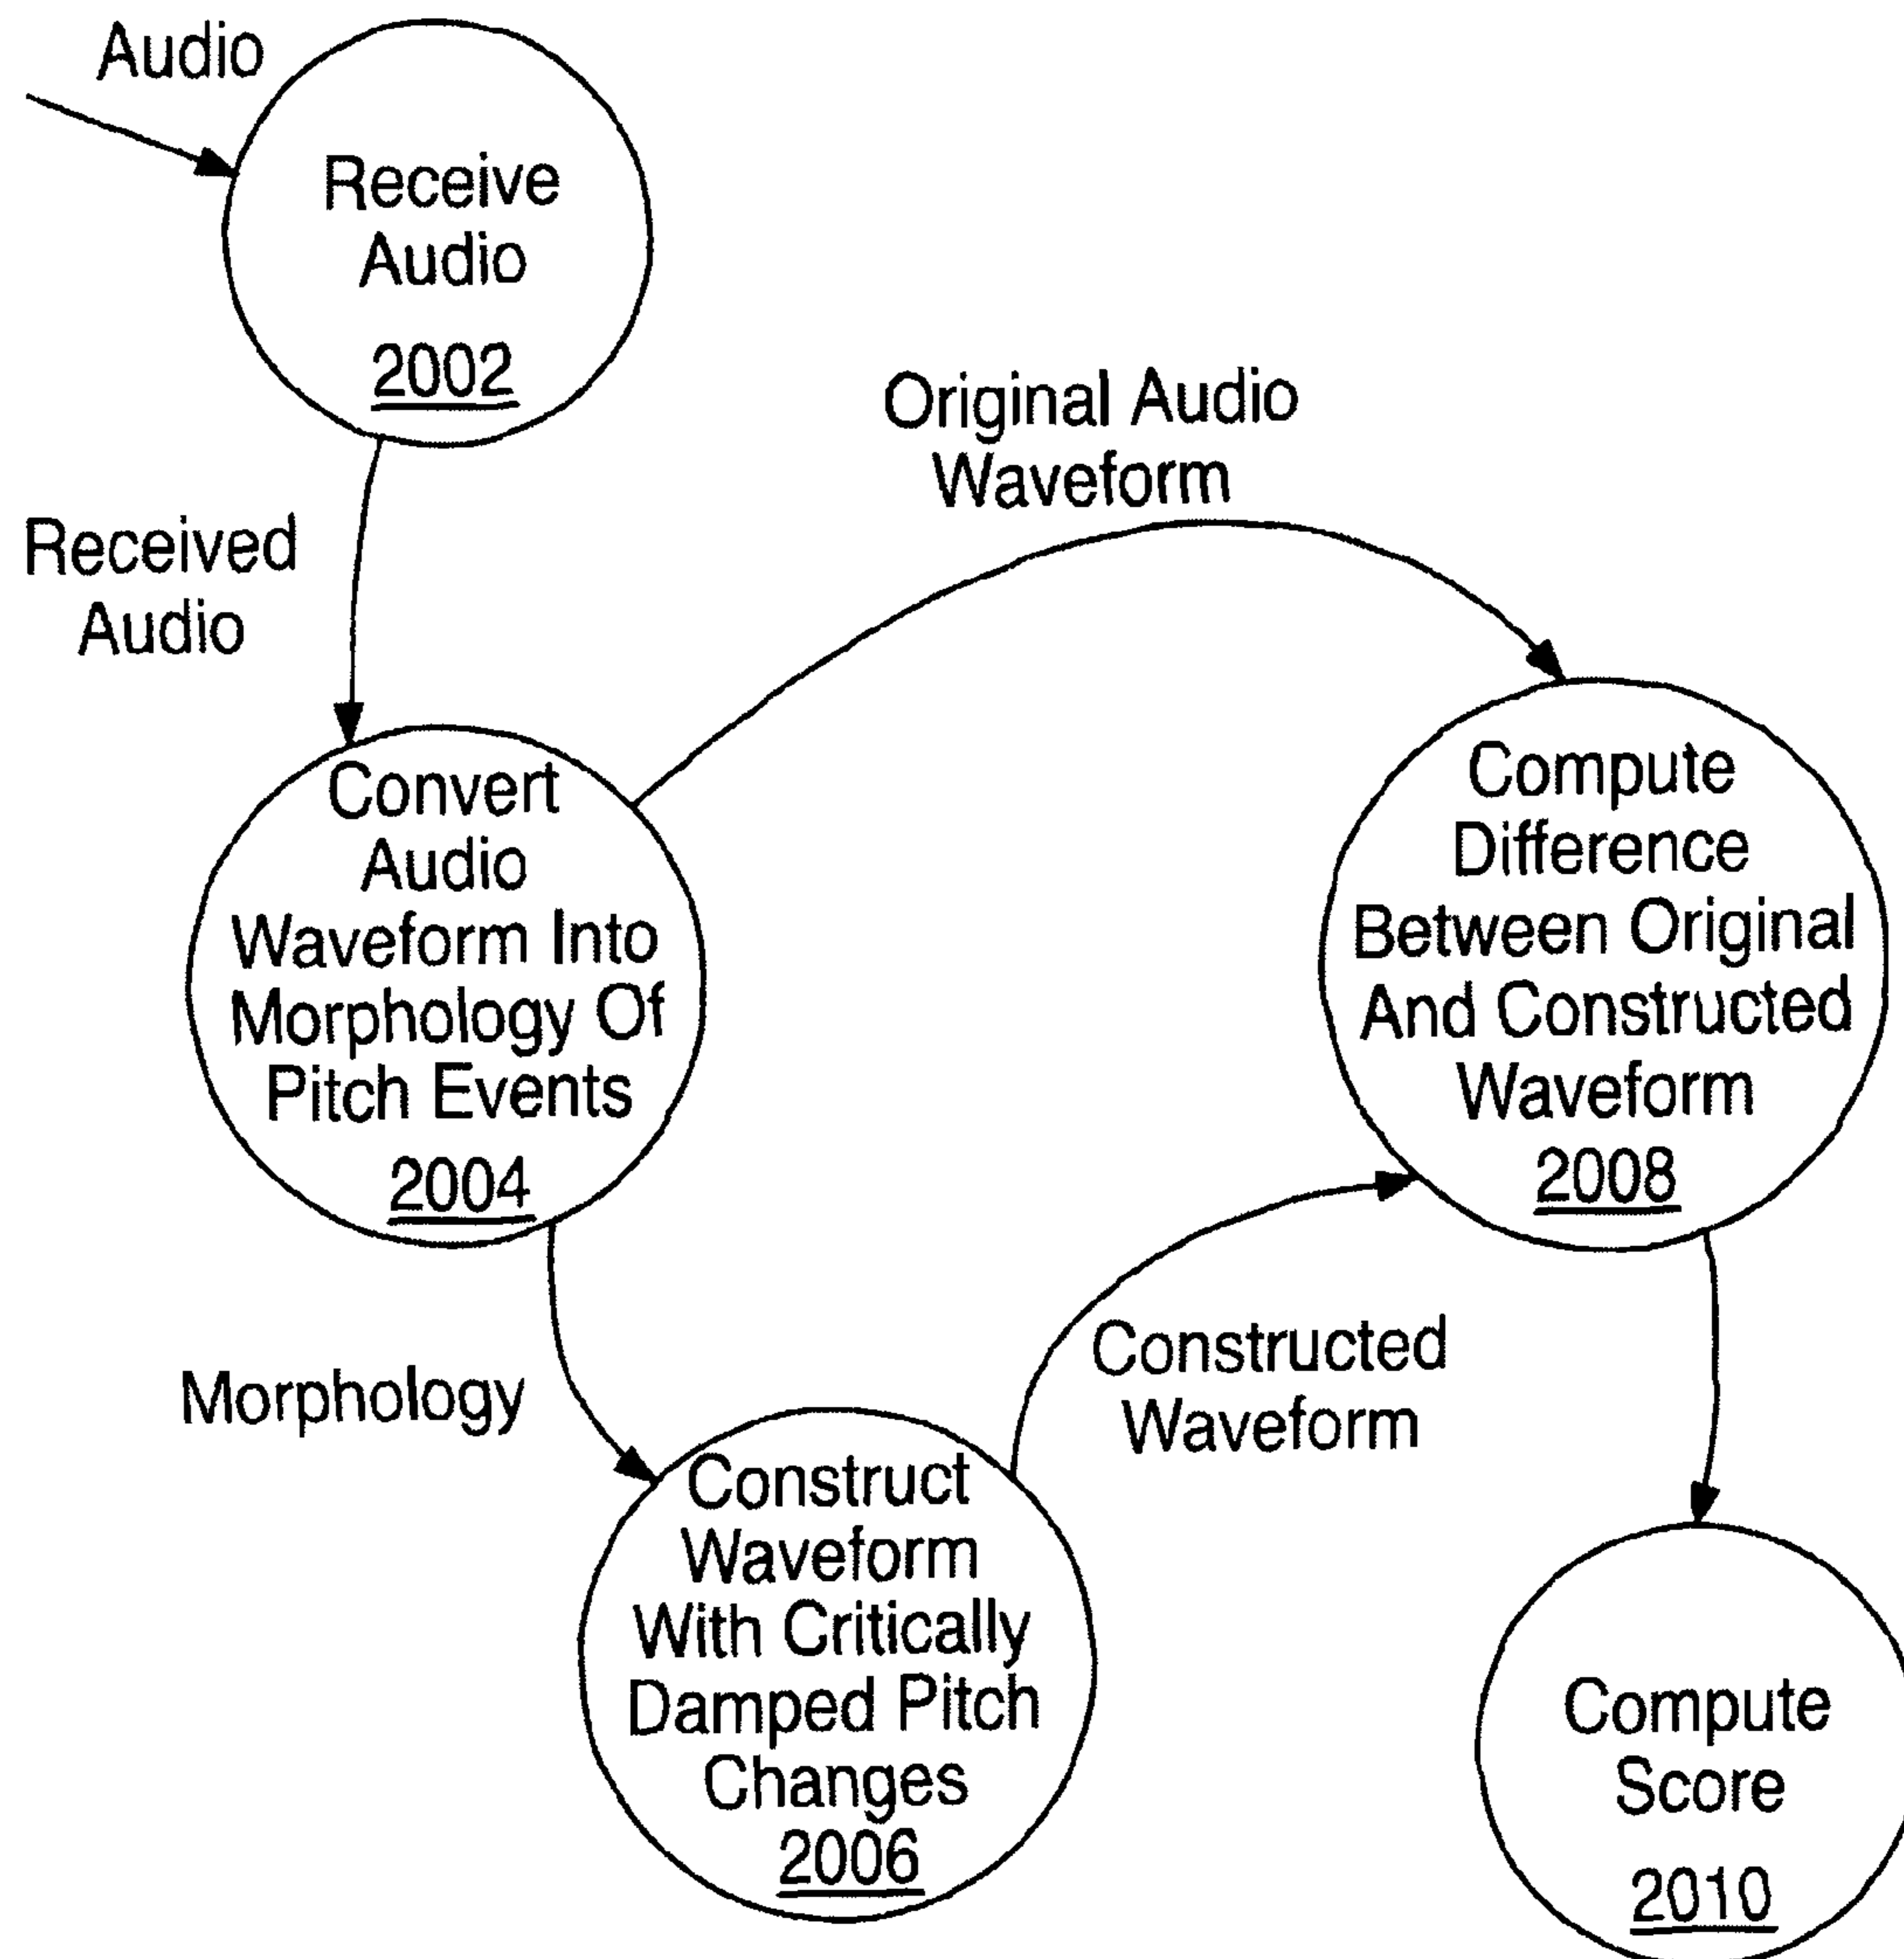 Audio
Receive
Audio
2002
Received
Audio
Original Audio
Waveform
Convert
Audio
Waveform Into
Morphology Of
Pitch Events
2004
Compute
Difference
Between Original
And Constructed
Waveform
2008
Morphology
Constructed
Waveform
Construct
Waveform
With Critically
Damped Pitch
Changes
2006
Compute
Score
2010